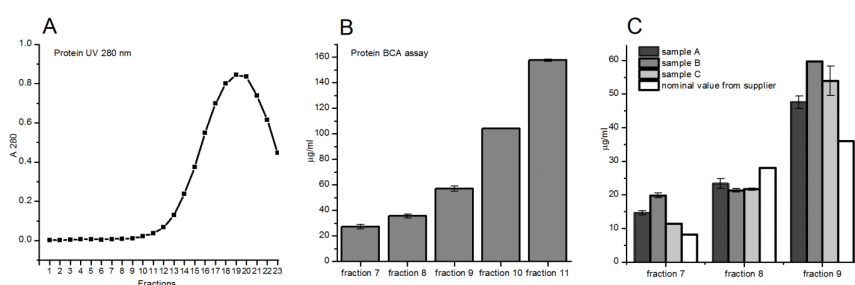 A
Protein UV 280 nm
1.0
0.8
0.6
0.4
0.2
0.0
A 280
1 2 3 4 5 6 7 8 9 10 11 12 13 14 15 16 17 18 19 20 21 22 23
Fractions
B
Protein BCA assay
160
140
120
100
80
60
40
20
µg/ml
fraction 7 fraction 8 fraction 9 fraction 10 fraction 11
C
sample A
sample B
sample C
nominal value from supplier
60
50
40
30
20
10
0
µg/ml
fraction 7 fraction 8 fraction 9